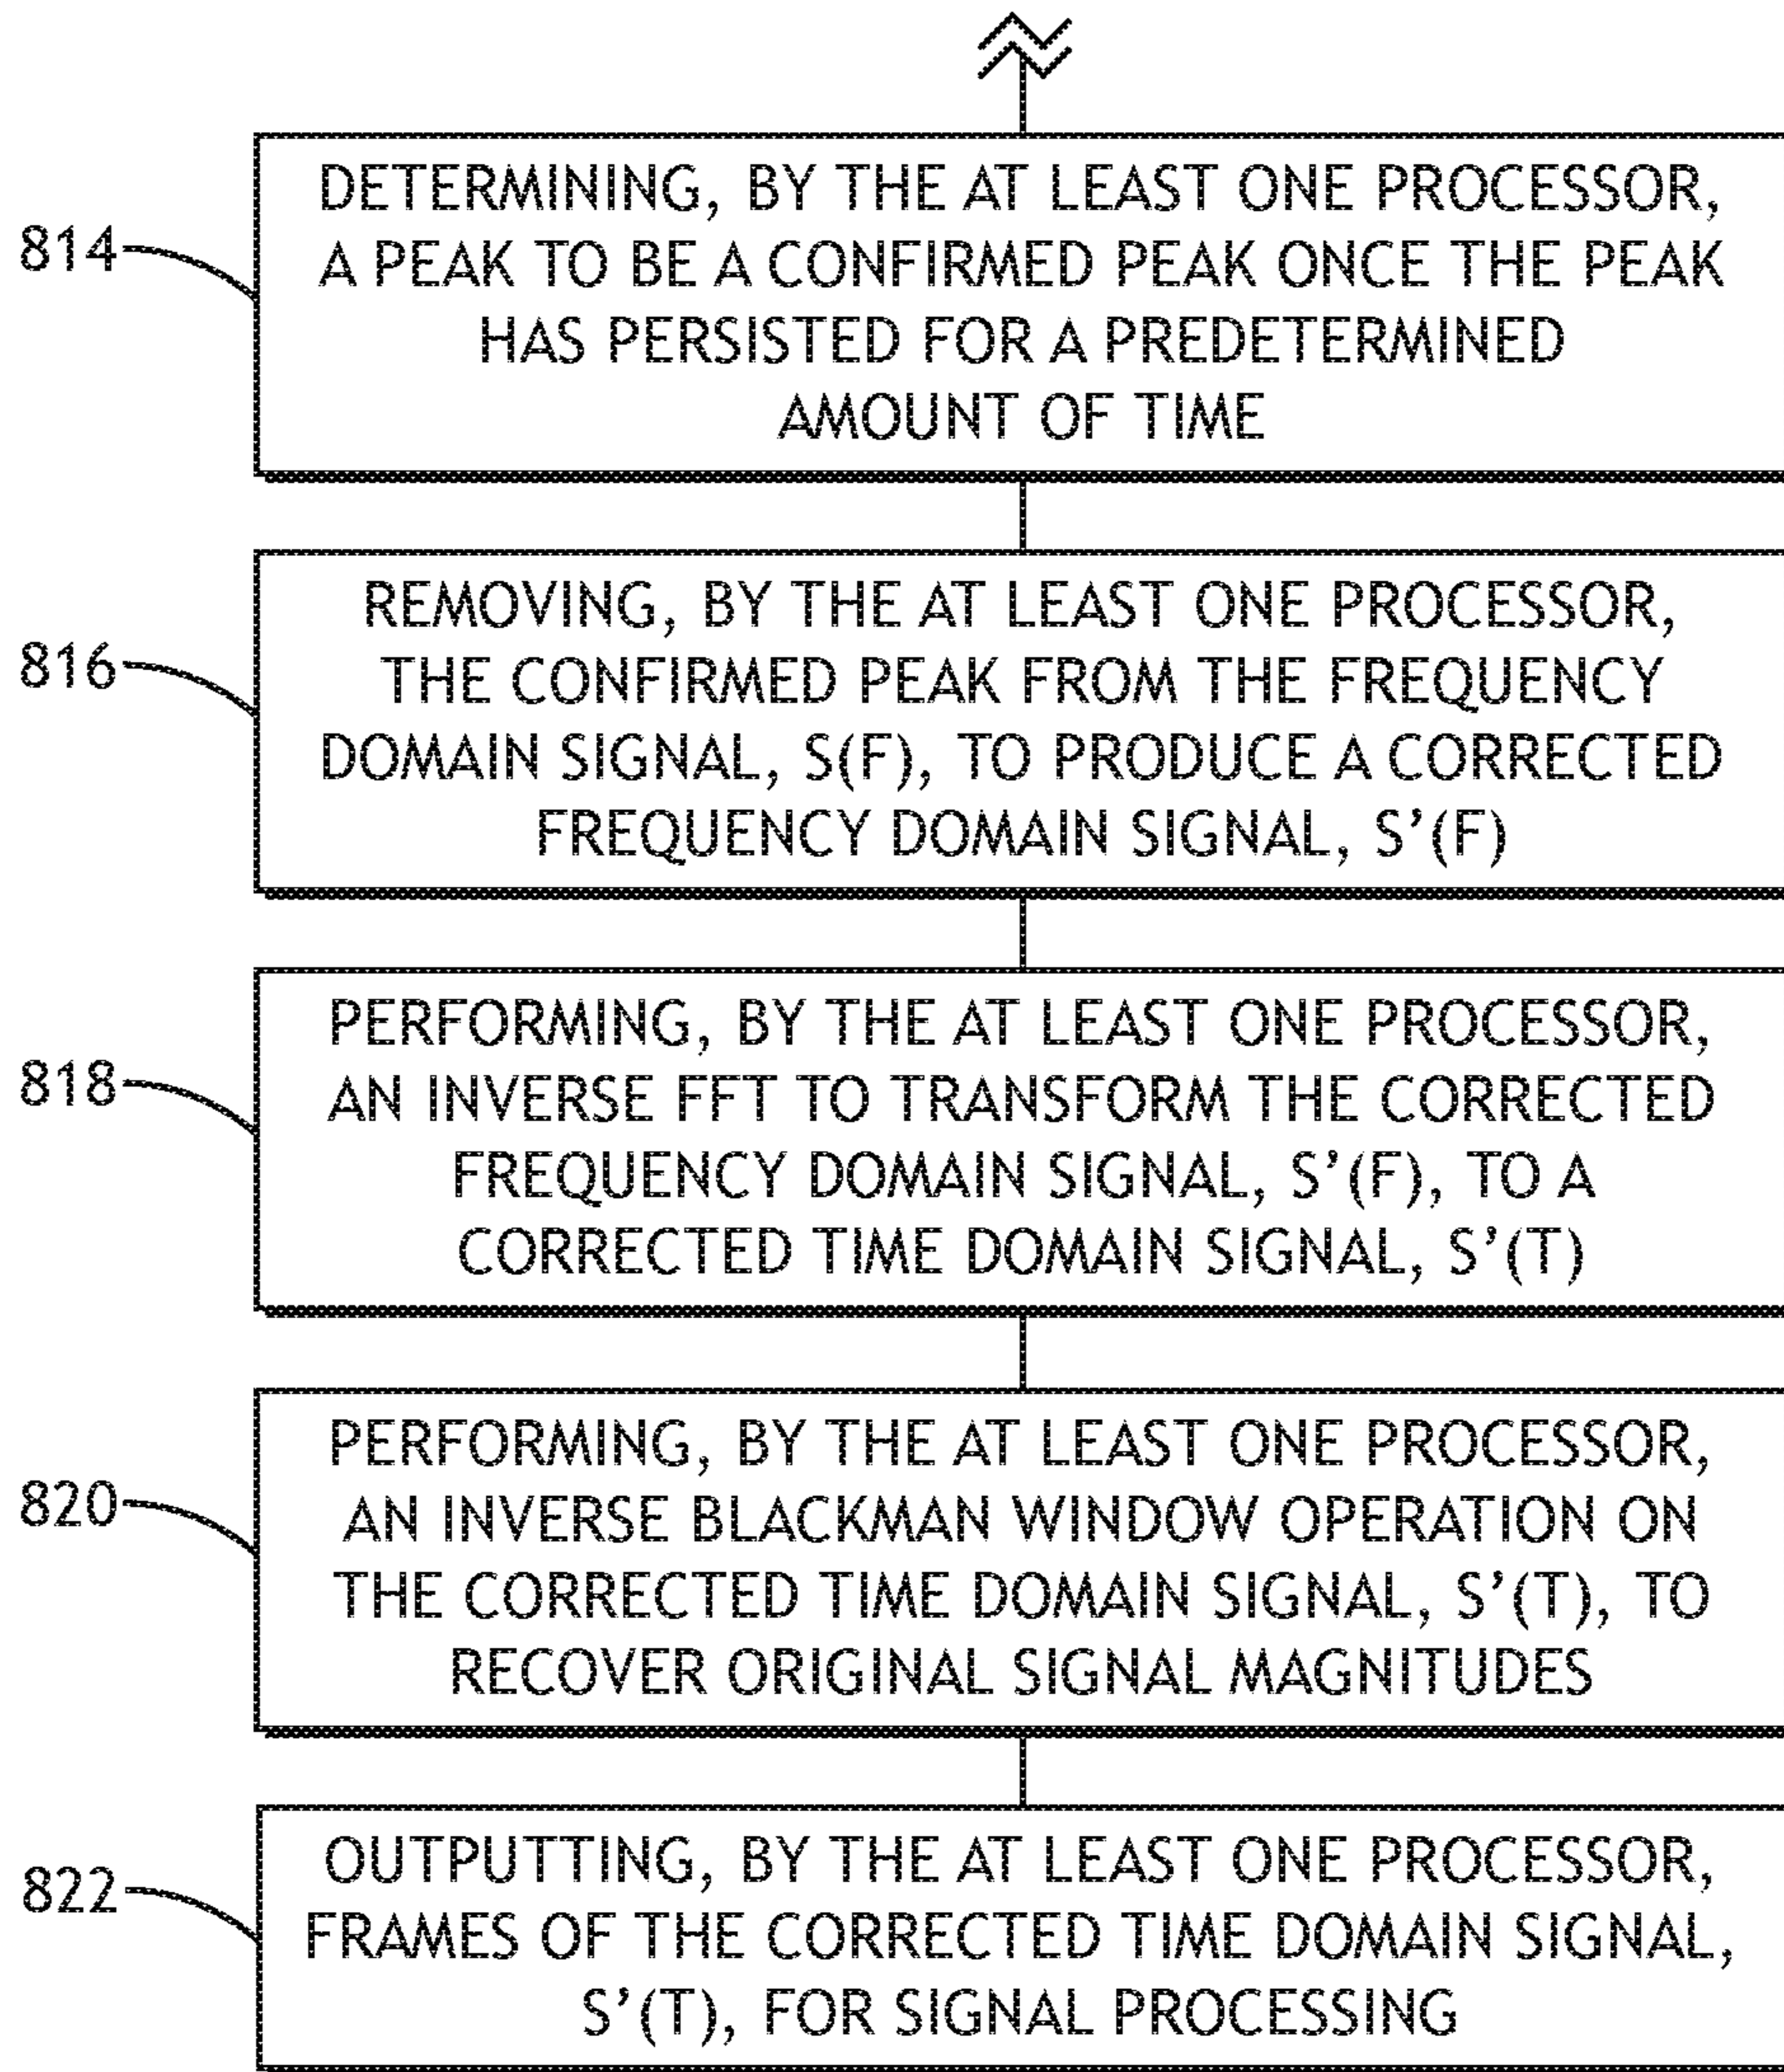 814
DETERMINING, BY THE AT LEAST ONE PROCESSOR,
A PEAK TO BE A CONFIRMED PEAK ONCE THE PEAK
HAS PERSISTED FOR A PREDETERMINED
AMOUNT OF TIME
816
REMOVING, BY THE AT LEAST ONE PROCESSOR,
THE CONFIRMED PEAK FROM THE FREQUENCY
DOMAIN SIGNAL, S(F), TO PRODUCE A CORRECTED
FREQUENCY DOMAIN SIGNAL, S’(F)
818
PERFORMING, BY THE AT LEAST ONE PROCESSOR,
AN INVERSE FFT TO TRANSFORM THE CORRECTED
FREQUENCY DOMAIN SIGNAL, S’(F), TO A
CORRECTED TIME DOMAIN SIGNAL, S’(T)
820
PERFORMING, BY THE AT LEAST ONE PROCESSOR,
AN INVERSE BLACKMAN WINDOW OPERATION ON
THE CORRECTED TIME DOMAIN SIGNAL, S’(T), TO
RECOVER ORIGINAL SIGNAL MAGNITUDES
822
OUTPUTTING, BY THE AT LEAST ONE PROCESSOR,
FRAMES OF THE CORRECTED TIME DOMAIN SIGNAL,
S’(T), FOR SIGNAL PROCESSING